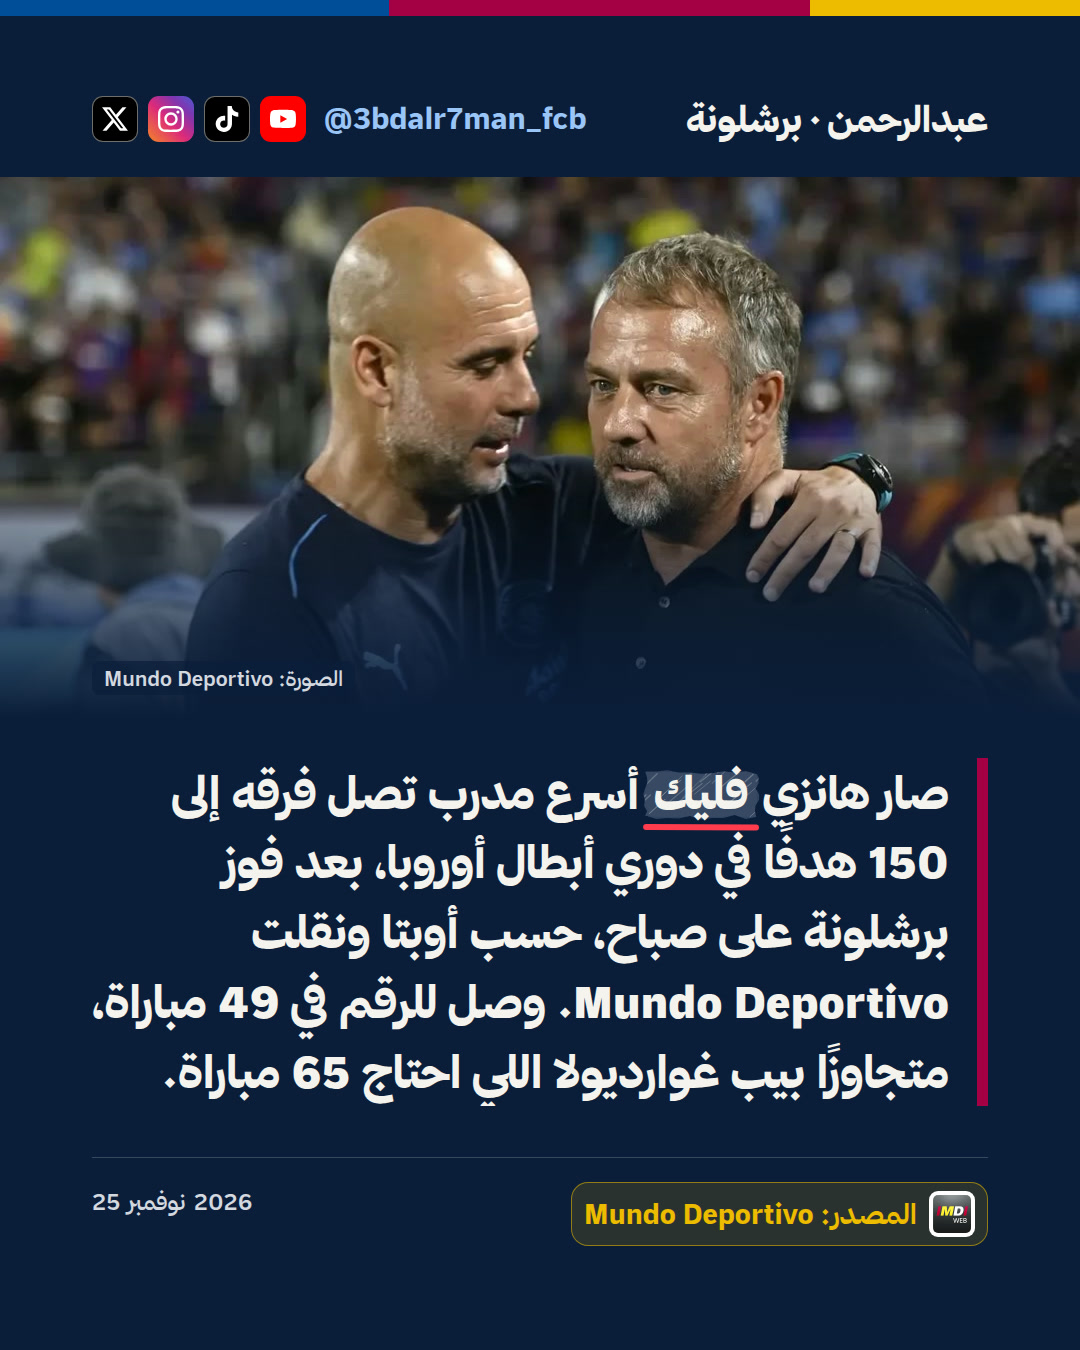 عبدالرحمن · برشلونة
@3bdalr7man_fcb
الصورة: Mundo Deportivo
صار هانزي فليك أسرع مدرب تصل فرقه إلى
150 هدفًا في دوري أبطال أوروبا، بعد فوز
برشلونة على صباح، حسب أوبتا ونقلت
Mundo Deportivo. وصل للرقم في 49 مباراة،
متجاوزًا بيب غوارديولا اللي احتاج 65 مباراة.
المصدر: Mundo Deportivo
MD
WEB
25 نوفمبر 2026